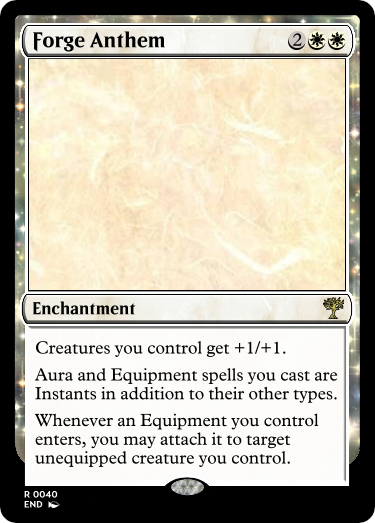 Forge Anthem 2
Enchantment
Creatures you control get +1/+1.
Aura and Equipment spells you cast are
Instants in addition to their other types.
Whenever an Equipment you control
enters, you may attach it to target
unequipped creature you control.
R 0040
END